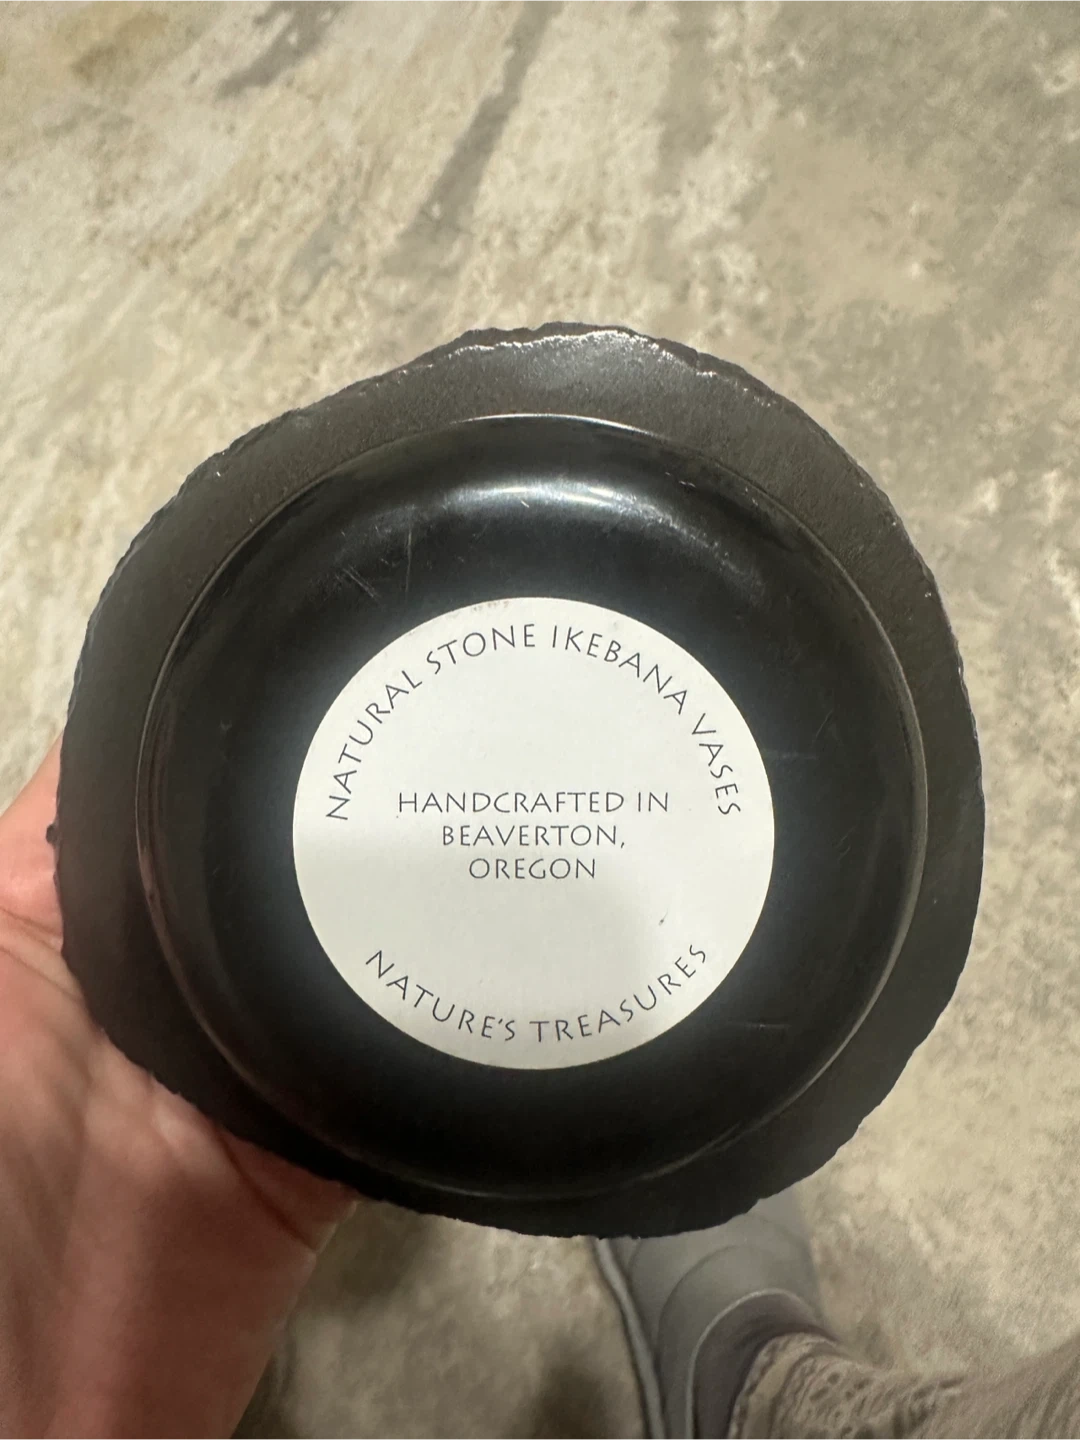 NATURAL STONE IKEBANA VASES
HANDCRAFTED IN
BEAVERTON,
OREGON
NATURE'S TREASURES